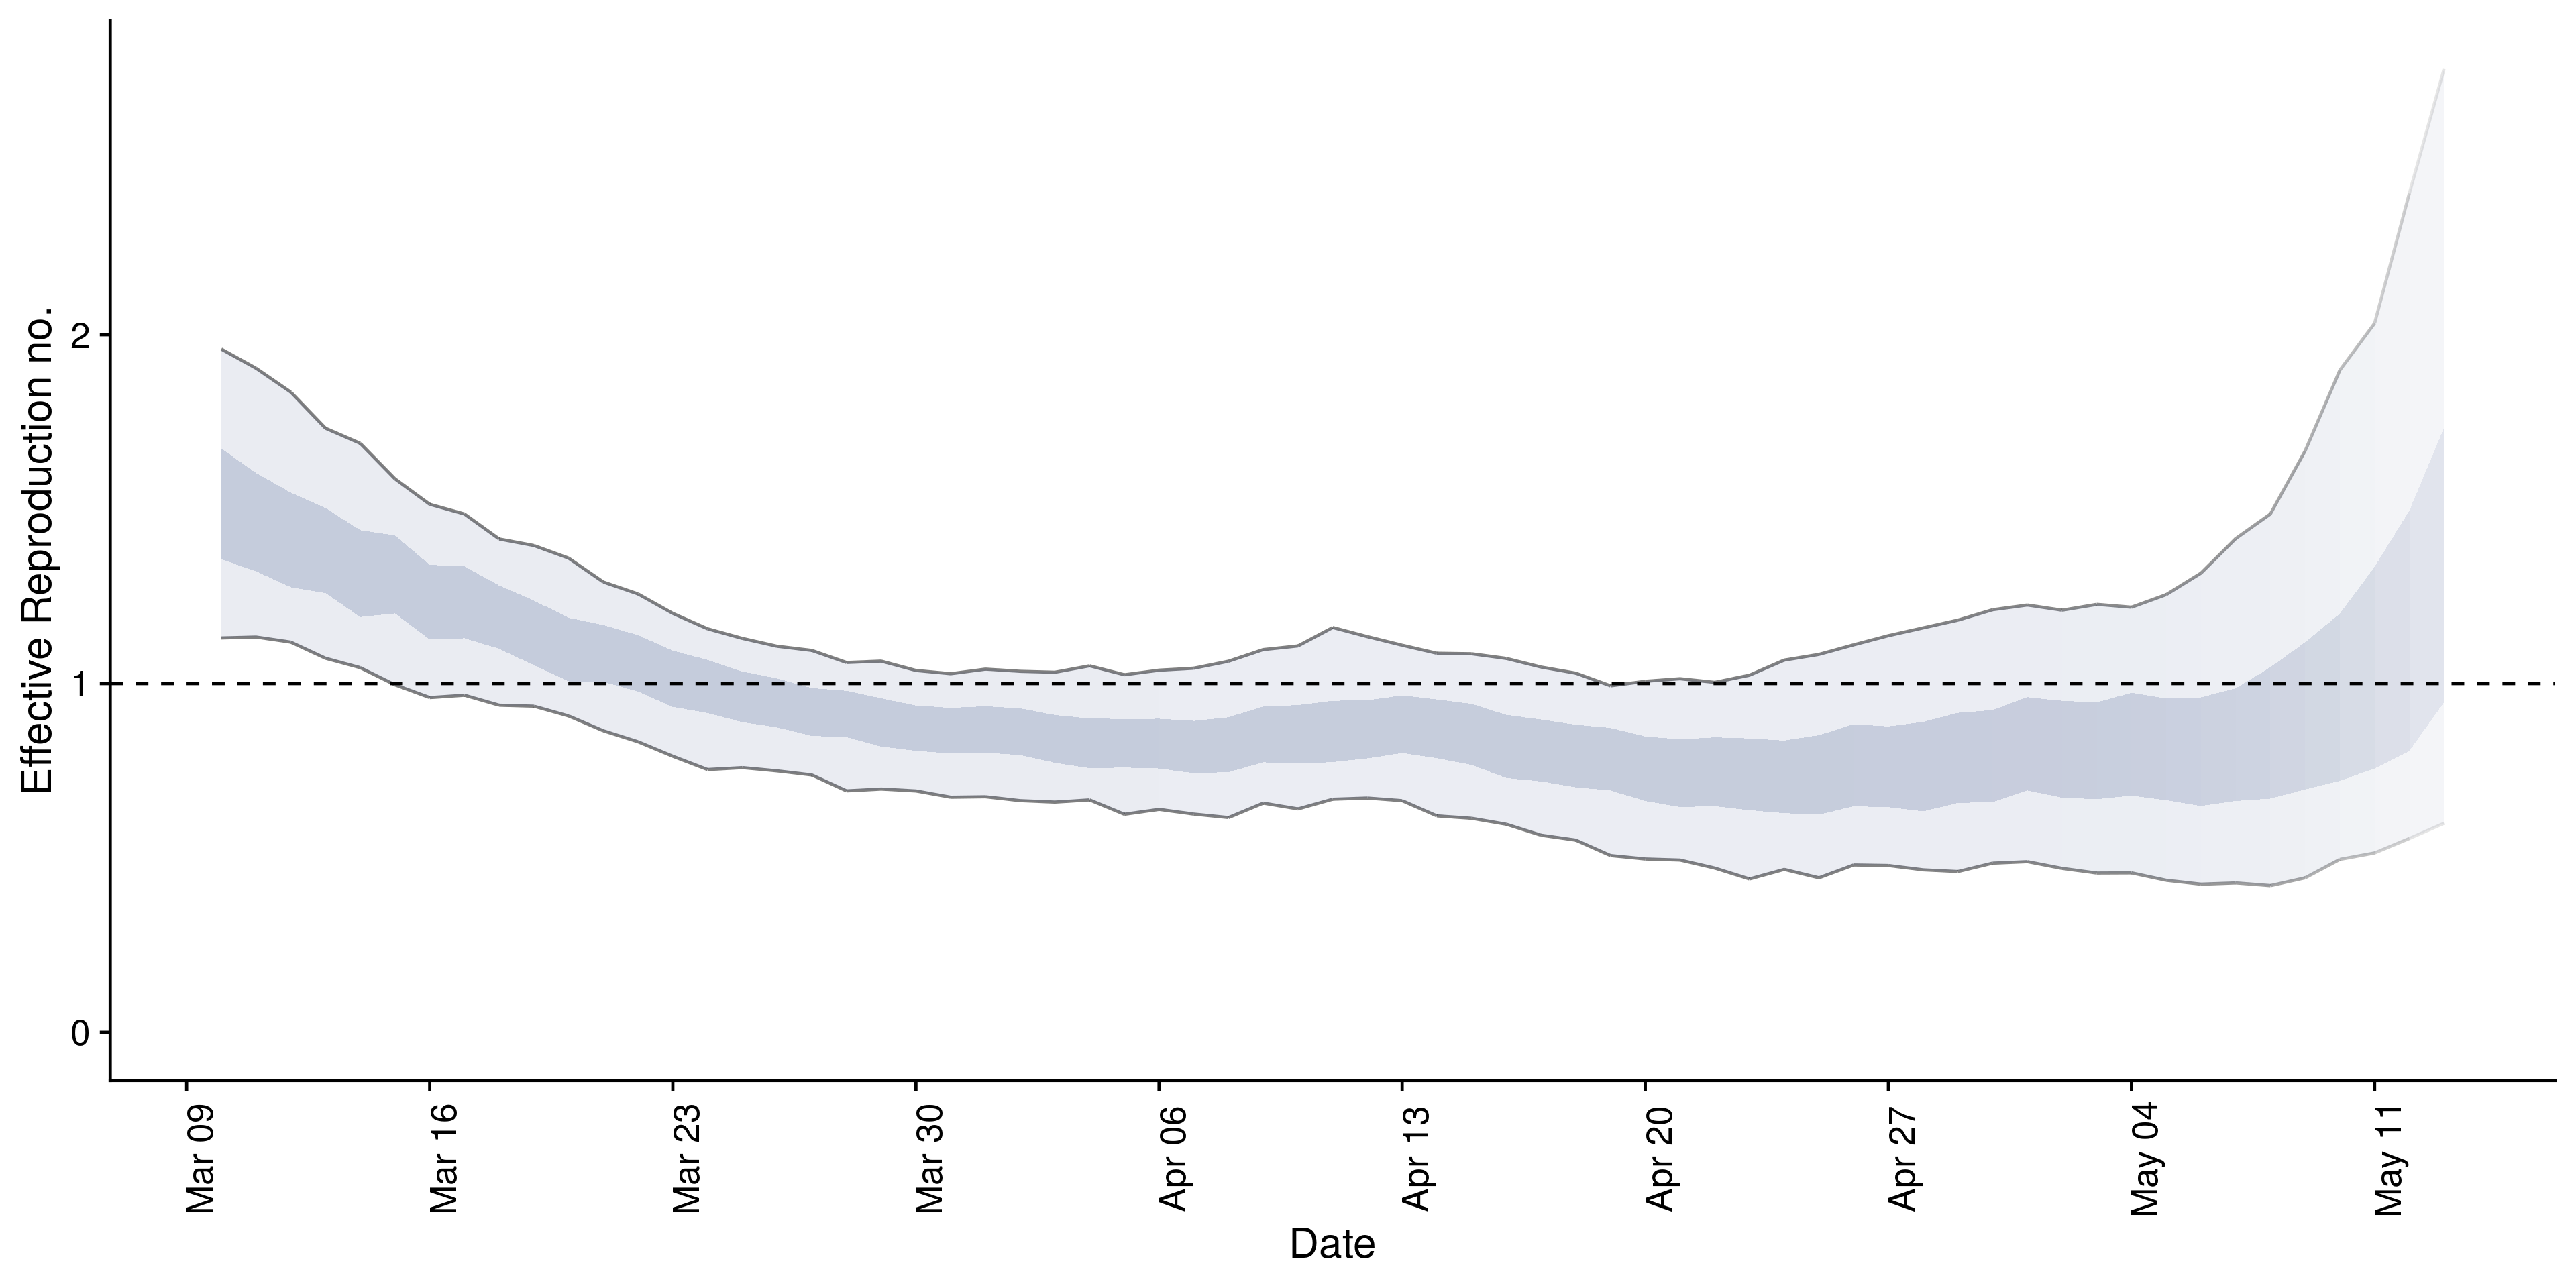 Effective Reproduction no.
2
1
0
Mar 09
Mar 16
Mar 23
Mar 30
Apr 06
Apr 13
Apr 20
Apr 27
May 04
May 11
Date